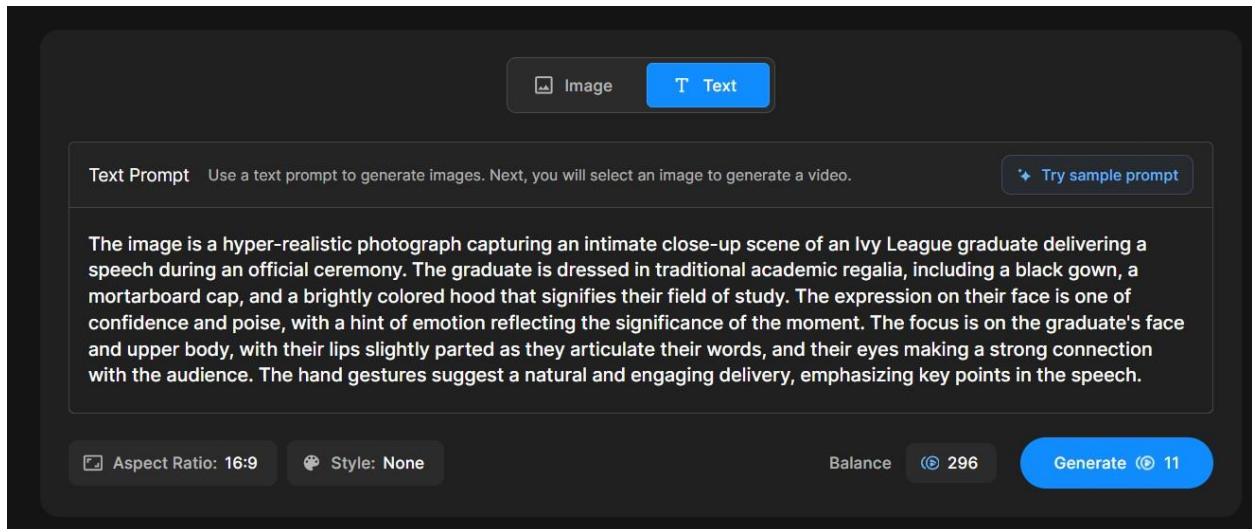 Image
Text
Text Prompt Use a text prompt to generate images. Next, you will select an image to generate a video.
Try sample prompt
The image is a hyper-realistic photograph capturing an intimate close-up scene of an Ivy League graduate delivering a
speech during an official ceremony. The graduate is dressed in traditional academic regalia, including a black gown, a
mortarboard cap, and a brightly colored hood that signifies their field of study. The expression on their face is one of
confidence and poise, with a hint of emotion reflecting the significance of the moment. The focus is on the graduate's face
and upper body, with their lips slightly parted as they articulate their words, and their eyes making a strong connection
with the audience. The hand gestures suggest a natural and engaging delivery, emphasizing key points in the speech.
Aspect Ratio: 16:9
Style: None
Balance 296
Generate 11